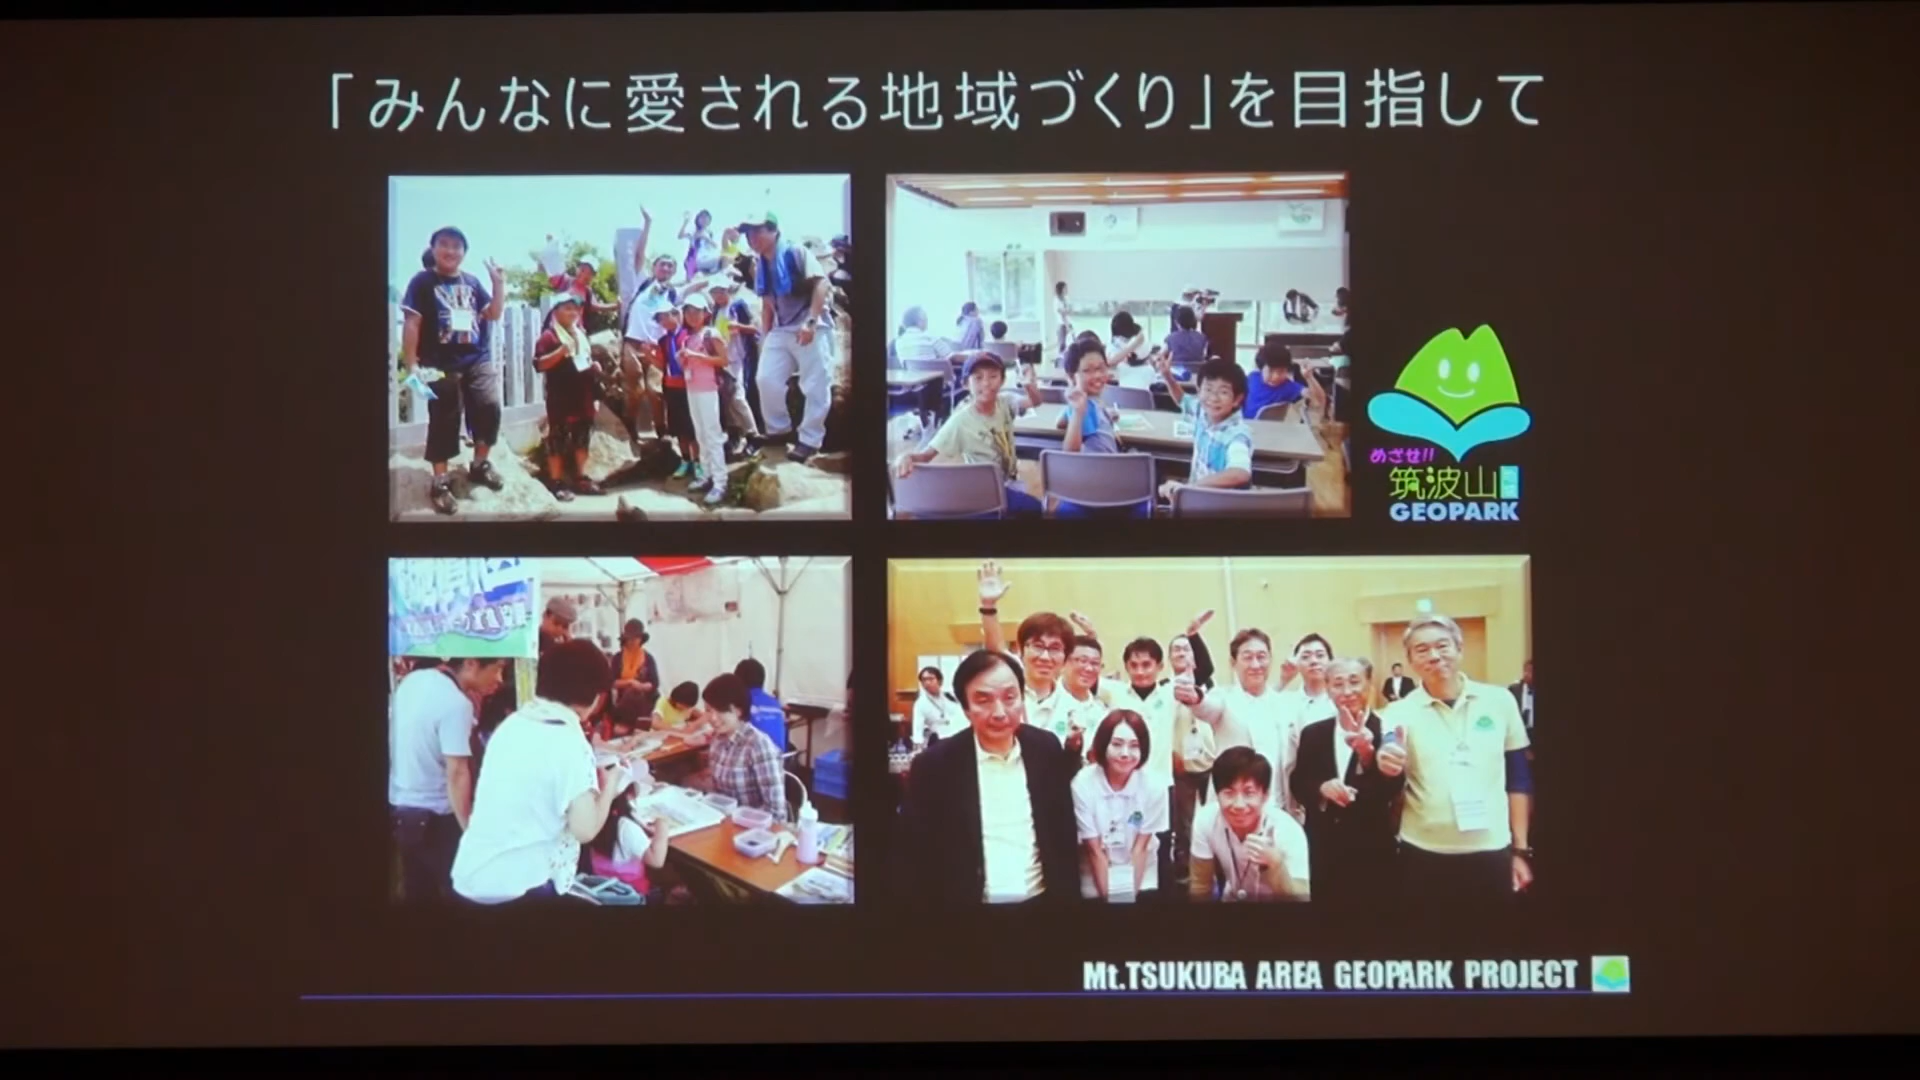 「みんなに愛される地域づくり」を目指して
めざせ!!
筑波山
GEOPARK
Mt.TSUKUBA AREA GEOPARK PROJECT